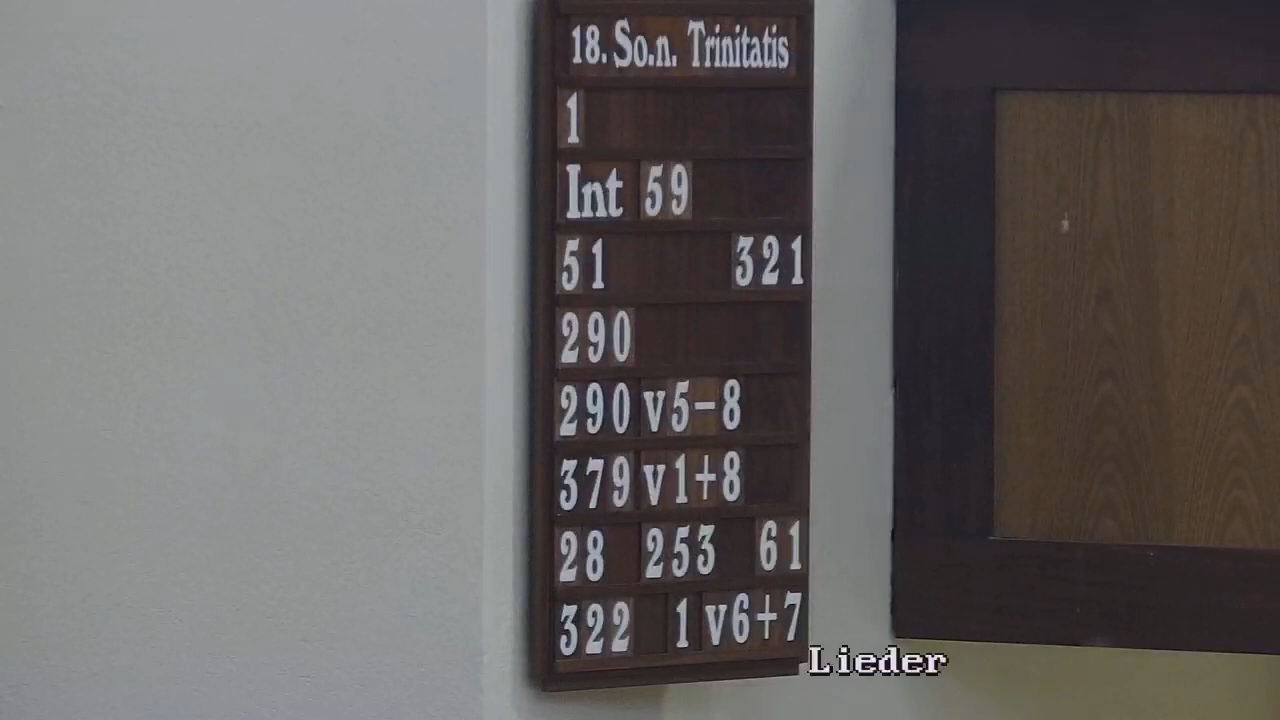 18. So.n. Trinitatis
1
Int 59
51 321
290
290 v5-8
379 v1+8
28 253 61
322 1 v6+7
Lieder